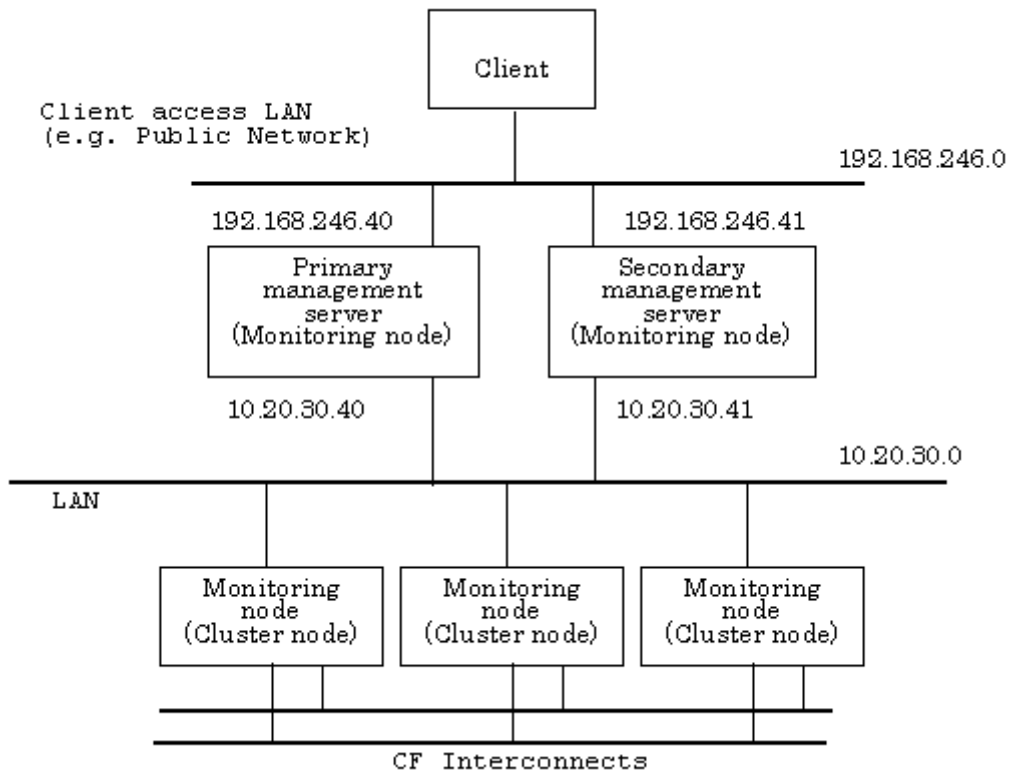 Client
Client access LAN
(e.g. Public Network)
192.168.246.0
192.168.246.40
192.168.246.41
Primary
management
server
(Monitoring node)
Secondary
management
server
(Monitoring node)
10.20.30.40
10.20.30.41
10.20.30.0
LAN
Monitoring
node
(Cluster node)
Monitoring
node
(Cluster node)
Monitoring
node
(Cluster node)
CF Interconnects